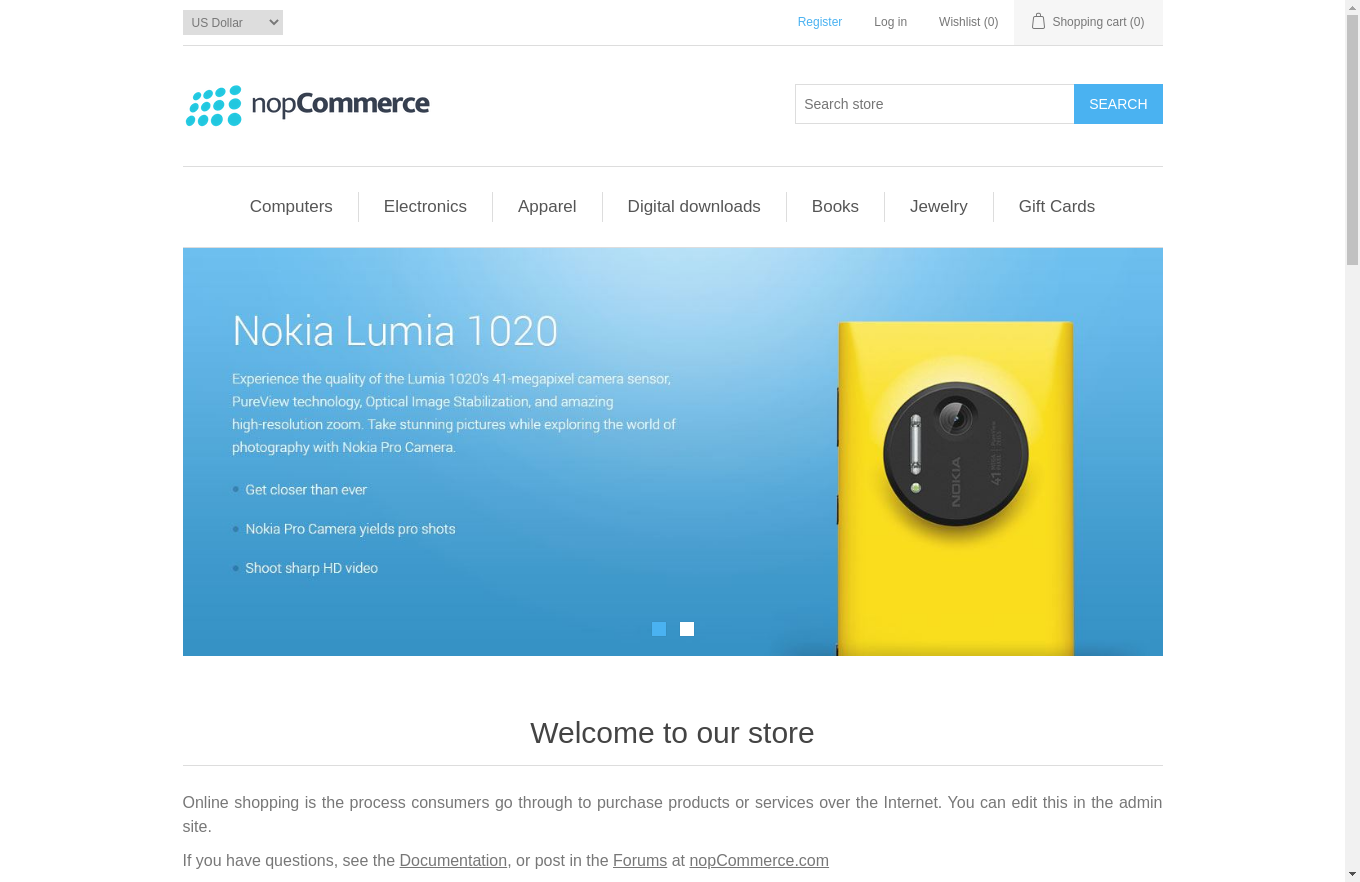 US Dollar
Register
Log in
Wishlist (0)
Shopping cart (0)
nopCommerce
Search store
SEARCH
Computers
Electronics
Apparel
Digital downloads
Books
Jewelry
Gift Cards
Nokia Lumia 1020
Experience the quality of the Lumia 1020's 41-megapixel camera sensor,
PureView technology, Optical Image Stabilization, and amazing
high-resolution zoom. Take stunning pictures while exploring the world of
photography with Nokia Pro Camera.
Get closer than ever
Nokia Pro Camera yields pro shots
Shoot sharp HD video
NOKIA
41
Welcome to our store
Online shopping is the process consumers go through to purchase products or services over the Internet. You can edit this in the admin
site.
If you have questions, see the Documentation, or post in the Forums at nopCommerce.com